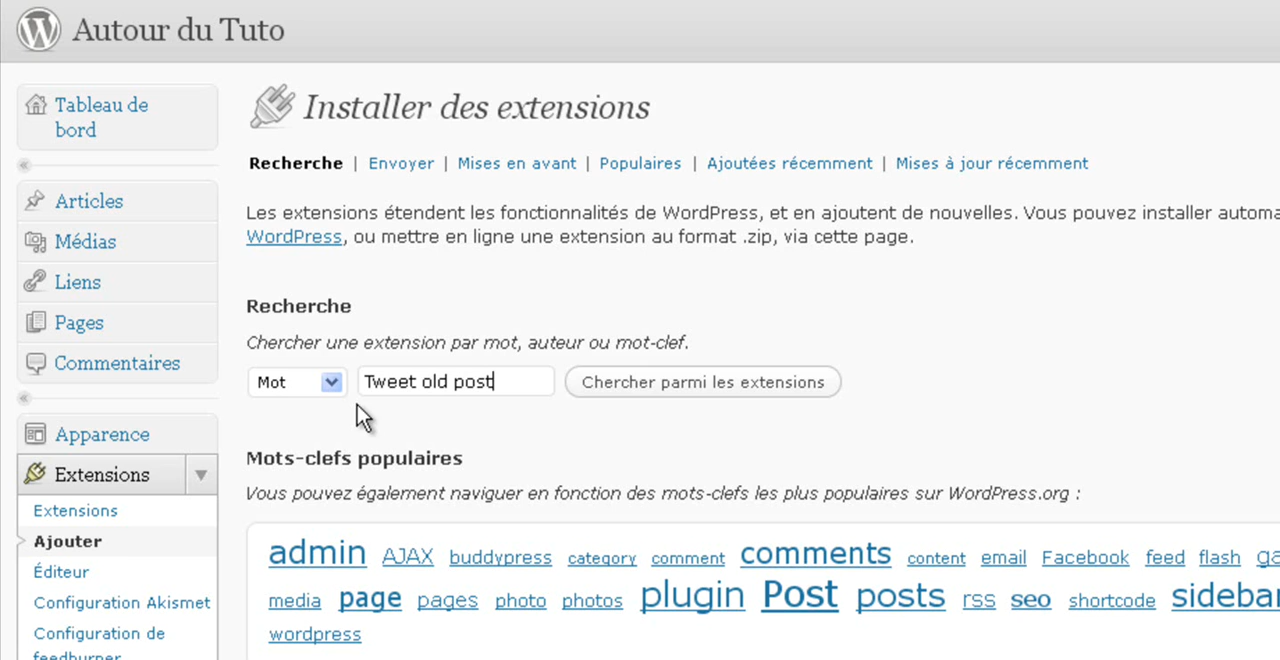 Autour du Tuto
Tableau de
bord
Articles
Médias
Liens
Pages
Commentaires
Apparence
Extensions
Extensions
Ajouter
Éditeur
Configuration Akismet
Configuration de
feedburner
Installer des extensions
Recherche | Envoyer | Mises en avant | Populaires | Ajoutées récemment | Mises à jour récemment
Les extensions étendent les fonctionnalités de WordPress, et en ajoutent de nouvelles. Vous pouvez installer automa
WordPress, ou mettre en ligne une extension au format .zip, via cette page.
Recherche
Chercher une extension par mot, auteur ou mot-clef.
Mot Tweet old post Chercher parmi les extensions
Mots-clefs populaires
Vous pouvez également naviguer en fonction des mots-clefs les plus populaires sur WordPress.org :
admin AJAX buddypress category comment comments content email Facebook feed flash ga
media page pages photo photos plugin Post posts rss seo shortcode sidebar
wordpress